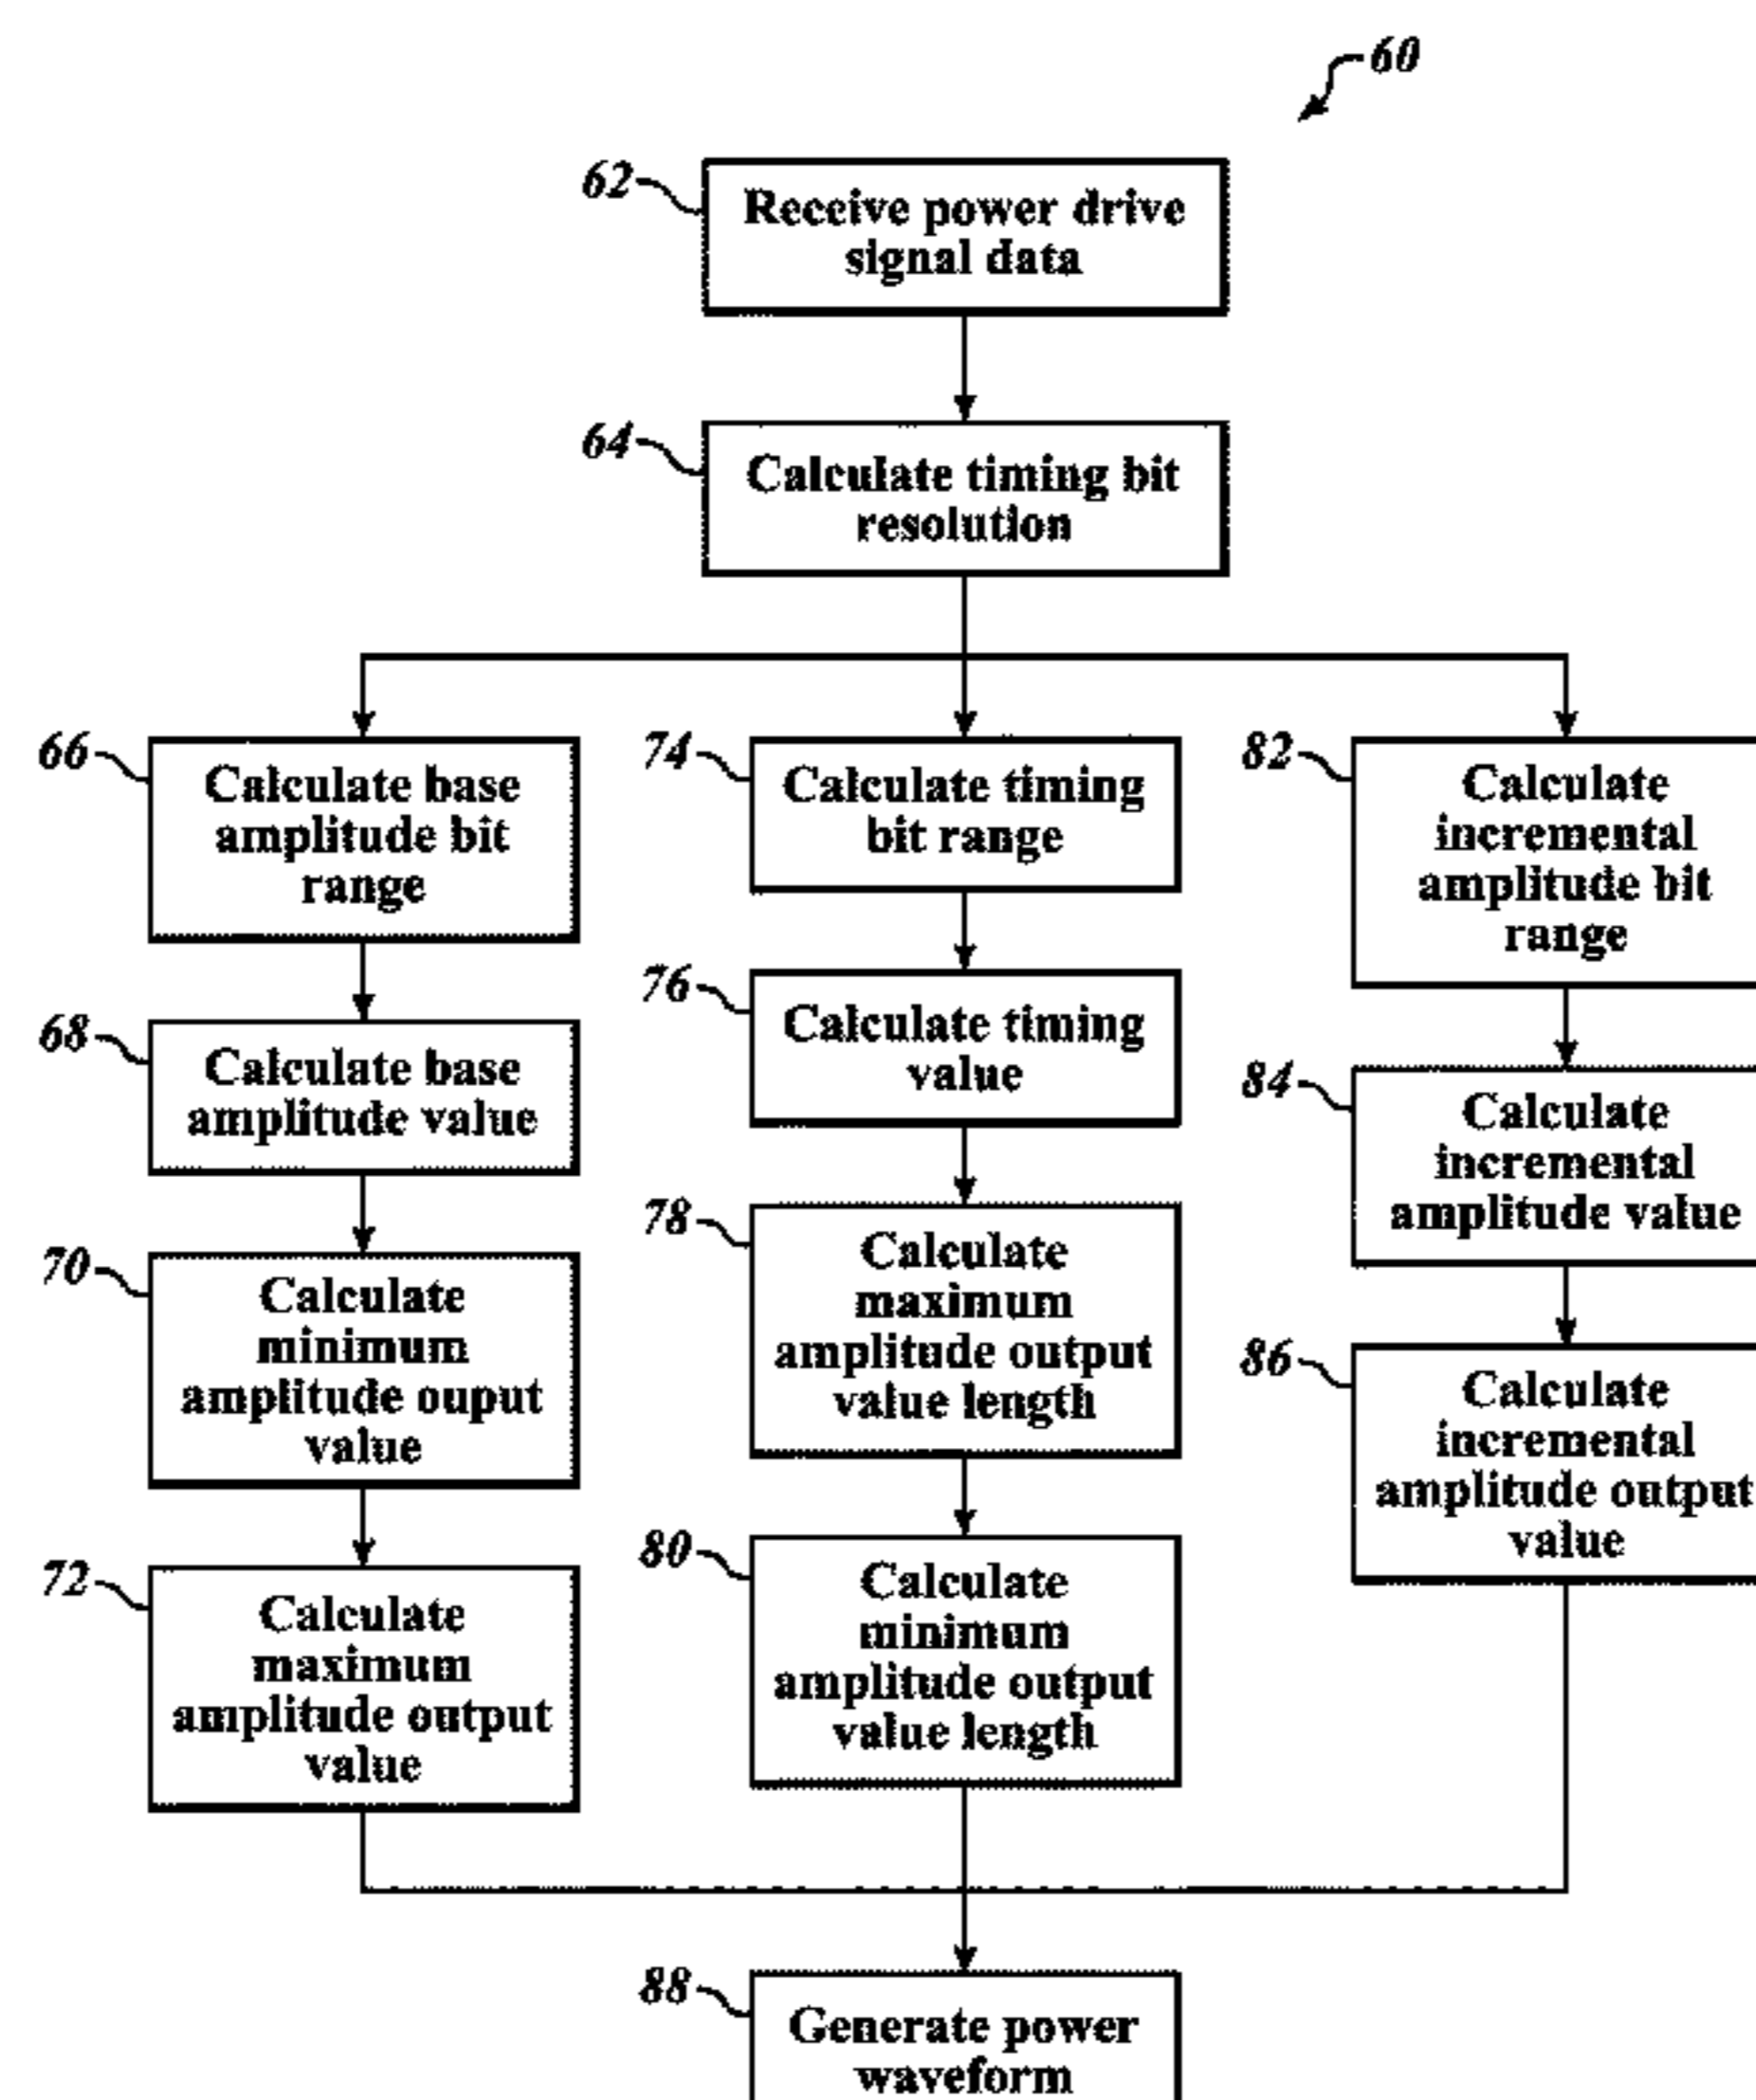 60
62
Receive power drive
signal data
64
Calculate timing bit
resolution
66
Calculate base
amplitude bit
range
68
Calculate base
amplitude value
70
Calculate
minimum
amplitude ouput
value
72
Calculate
maximum
amplitude output
value
74
Calculate timing
bit range
76
Calculate timing
value
78
Calculate
maximum
amplitude output
value length
80
Calculate
minimum
amplitude output
value length
82
Calculate
incremental
amplitude bit
range
84
Calculate
incremental
amplitude value
86
Calculate
incremental
amplitude output
value
88
Generate power
waveform